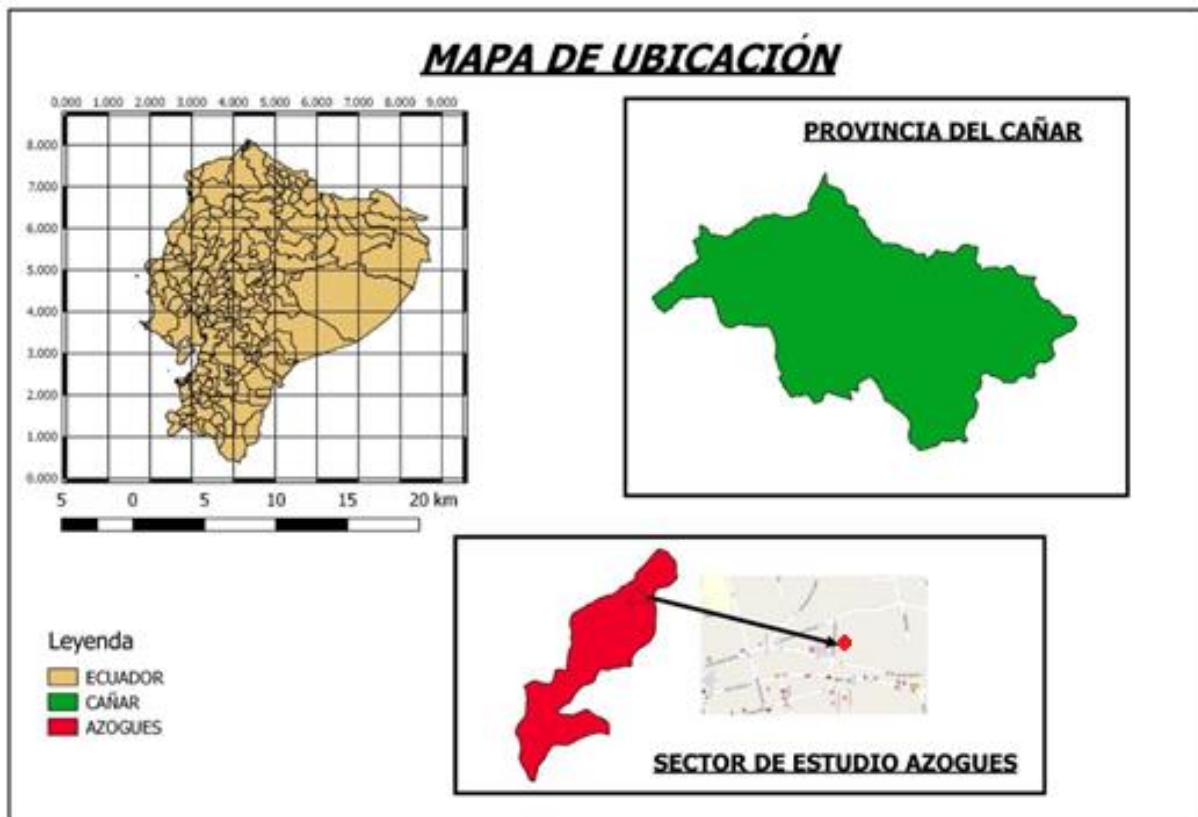 MAPA DE UBICACIÓN
0.000 1.000 2.000 3.000 4.000 5.000 6.000 7.000 8.000 9.000
8.000
7.000
6.000
5.000
4.000
3.000
2.000
1.000
0.000
5 0 5 10 15 20 km
PROVINCIA DEL CAÑAR
Leyenda
ECUADOR
CAÑAR
AZOGUES
SECTOR DE ESTUDIO AZOGUES